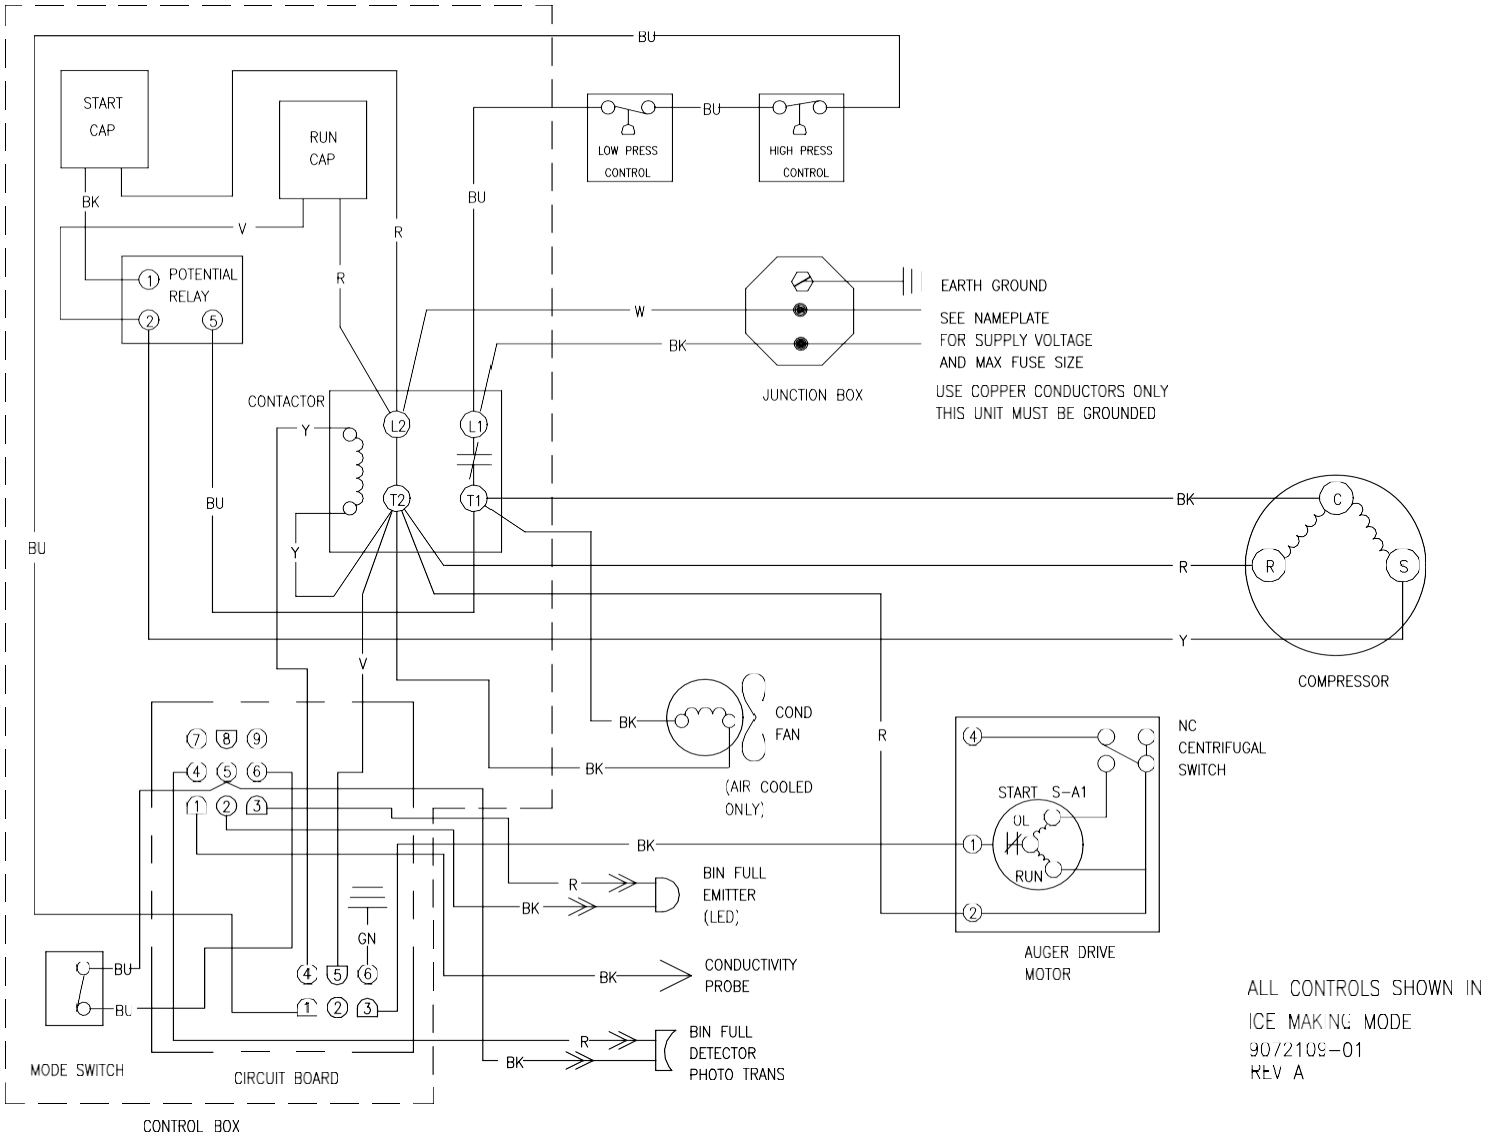 BU
START
CAP
RUN
CAP
BU
LOW PRESS
CONTROL
HIGH PRESS
CONTROL
BK
BU
V
R
R
1
POTENTIAL
RELAY
2
5
EARTH GROUND
W
SEE NAMEPLATE
FOR SUPPLY VOLTAGE
AND MAX FUSE SIZE
BK
JUNCTION BOX
USE COPPER CONDUCTORS ONLY
THIS UNIT MUST BE GROUNDED
CONTACTOR
Y
L2
L1
T2
T1
BK
C
BU
BU
Y
R
R
S
Y
COMPRESSOR
V
COND
FAN
BK
R
BK
(AIR COOLED
ONLY)
7
8
9
4
5
6
1
2
3
4
NC
CENTRIFUGAL
SWITCH
START S-A1
OL
1
RUN
2
BK
AUGER DRIVE
MOTOR
R
BK
BIN FULL
EMITTER
(LED)
GN
BU
BU
4
5
6
1
2
3
BK
CONDUCTIVITY
PROBE
R
BK
BIN FULL
DETECTOR
PHOTO TRANS
MODE SWITCH
CIRCUIT BOARD
CONTROL BOX
ALL CONTROLS SHOWN IN
ICE MAKING MODE
9072109-01
REV A